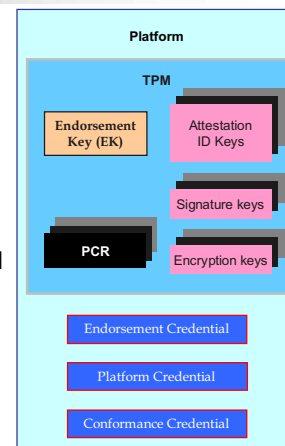 Platform
TPM
Endorsement
Key (EK)
Attestation
ID Keys
Signature keys
PCR
Encryption keys
Endorsement Credential
Platform Credential
Conformance Credential